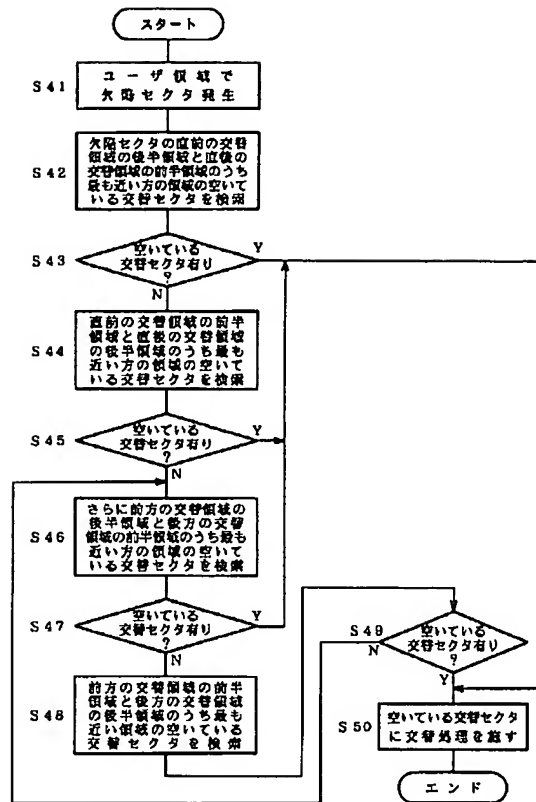 スタート
S41
ユーザ領域で
欠陥セクタ発生
S42
欠陥セクタの直前の交替
領域の後半領域と直後の
交替領域の前半領域のうち
最も近い方の領域の空いて
いる交替セクタを検索
S43
空いている
交替セクタ有り
?
Y
N
S44
直前の交替領域の前半
領域と直後の交替領域
の後半領域のうち最も
近い方の領域の空いて
いる交替セクタを検索
S45
空いている
交替セクタ有り
?
Y
N
S46
さらに前方の交替領域の
後半領域と後方の交替
領域の前半領域のうち最も
近い方の領域の空いて
いる交替セクタを検索
S47
空いている
交替セクタ有り
?
Y
N
S48
前方の交替領域の前半
領域と後方の交替領域
の後半領域のうち最も
近い領域の空いている
交替セクタを検索
S49
空いている
交替セクタ有り
?
N
Y
S50
空いている交替セクタ
に交替処理を施す
エンド